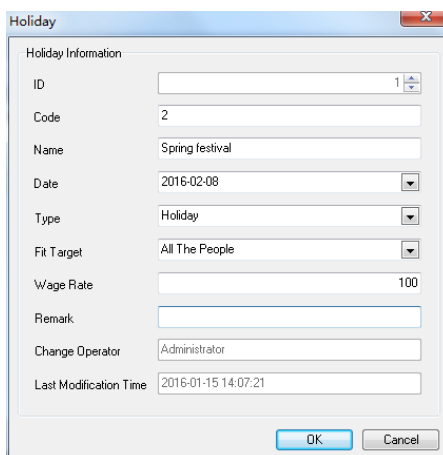 Holiday
Holiday Information
ID 1
Code 2
Name Spring festival
Date 2016-02-08
Type Holiday
Fit Target All The People
Wage Rate 100
Remark
Change Operator Administrator
Last Modification Time 2016-01-15 14:07:21
OK Cancel